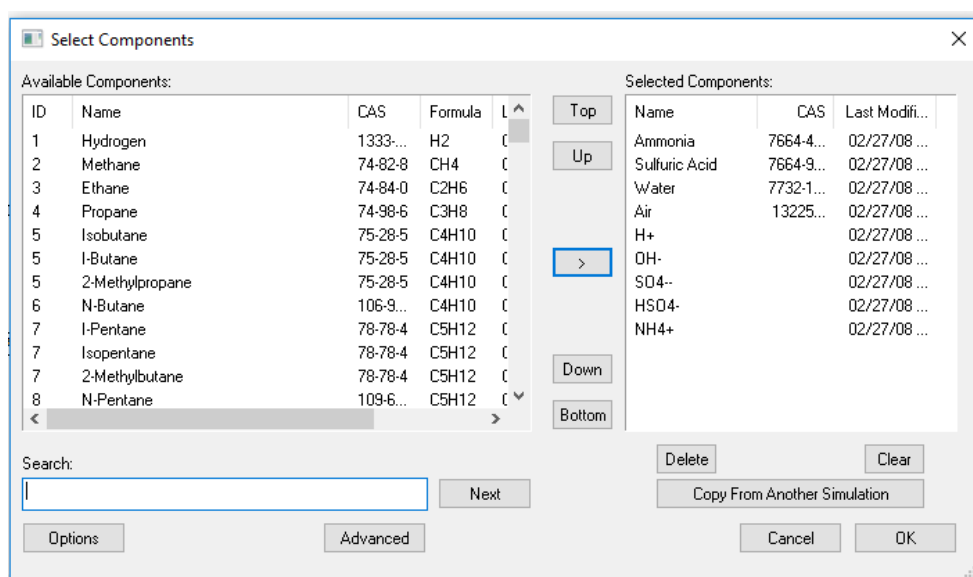 Select Components
Available Components: Selected Components:
ID Name CAS Formula L Top Name CAS Last Modifi...
1 Hydrogen 1333-... H2 Ammonia 7664-4... 02/27/08 ...
2 Methane 74-82-8 CH4 Up Sulfuric Acid 7664-9... 02/27/08 ...
3 Ethane 74-84-0 C2H6 Water 7732-1... 02/27/08 ...
4 Propane 74-98-6 C3H8 Air 13225... 02/27/08 ...
5 Isobutane 75-28-5 C4H10 H+ 02/27/08 ...
5 I-Butane 75-28-5 C4H10 > OH- 02/27/08 ...
5 2-Methylpropane 75-28-5 C4H10 SO4-- 02/27/08 ...
6 N-Butane 106-9... C4H10 HSO4- 02/27/08 ...
7 I-Pentane 78-78-4 C5H12 NH4+ 02/27/08 ...
7 Isopentane 78-78-4 C5H12
7 2-Methylbutane 78-78-4 C5H12 Down
8 N-Pentane 109-6... C5H12
Bottom
Search: Delete Clear
Next Copy From Another Simulation
Options Advanced Cancel OK